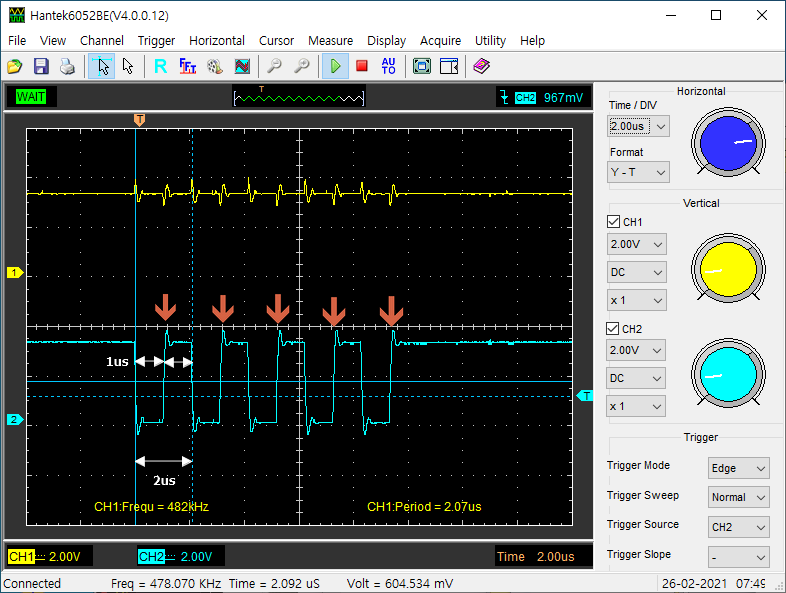 Hantek6052BE(V4.0.0.12)
File View Channel Trigger Horizontal Cursor Measure Display Acquire Utility Help
R FFT AU TO
WAIT
T
CH2 967mV
T
1
1us
T
2
2us
CH1:Frequ = 482kHz CH1:Period = 2.07us
CH1 2.00V CH2 2.00V Time 2.00us
Horizontal
Time / DIV
2.00us
Format
Y - T
Vertical
CH1
2.00V
DC
x 1
CH2
2.00V
DC
x 1
Trigger
Trigger Mode Edge
Trigger Sweep Normal
Trigger Source CH2
Trigger Slope -
Connected Freq = 478.070 KHz Time = 2.092 uS Volt = 604.534 mV 26-02-2021 07:49